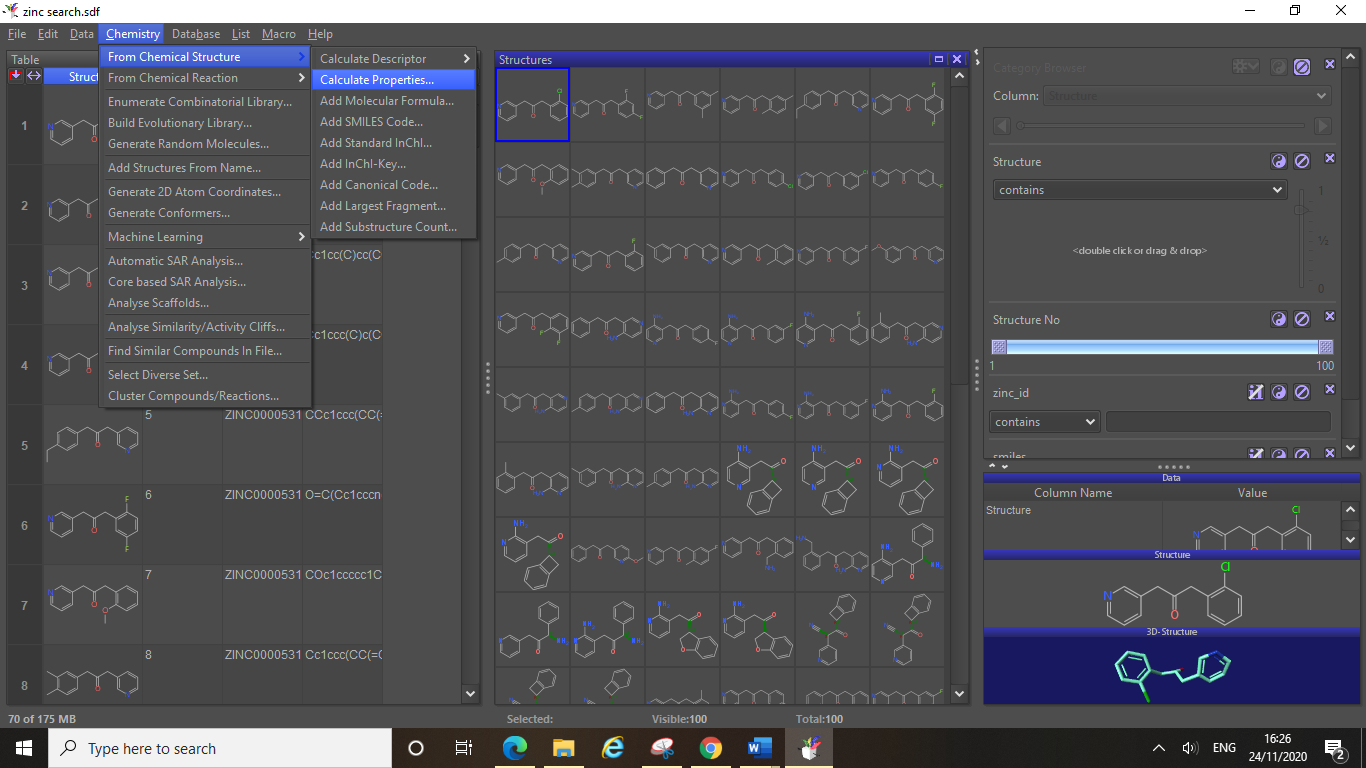 zinc search.sdf
File Edit Data Chemistry Database List Macro Help
Table
Struct
From Chemical Structure
From Chemical Reaction
Enumerate Combinatorial Library...
Build Evolutionary Library...
Generate Random Molecules...
Add Structures From Name...
Generate 2D Atom Coordinates...
Generate Conformers...
Machine Learning
Automatic SAR Analysis...
Core based SAR Analysis...
Analyse Scaffolds...
Analyse Similarity/Activity Cliffs...
Find Similar Compounds In File...
Select Diverse Set...
Cluster Compounds/Reactions...
Calculate Descriptor
Calculate Properties...
Add Molecular Formula...
Add SMILES Code...
Add Standard InChI...
Add InChI-Key...
Add Canonical Code...
Add Largest Fragment...
Add Substructure Count...
1
2
3
Cc1cc(C)cc(C
4
Cc1ccc(C)c(C
5
5 ZINC0000531 CCc1ccc(CC(=
6
6 ZINC0000531 O=C(Cc1cccn
7
7 ZINC0000531 COc1ccccc1C
8
8 ZINC0000531 Cc1ccc(CC(=O
70 of 175 MB
Structures
Selected: Visible:100 Total:100
Category Browser
Column: Structure
Structure
contains
<double click or drag & drop>
1
½
0
Structure No
1 100
zinc_id
contains
smiles
Data
Column Name Value
Structure
Cl
N
O
Structure
Cl
N
O
3D-Structure
Type here to search
ENG
16:26
24/11/2020
2